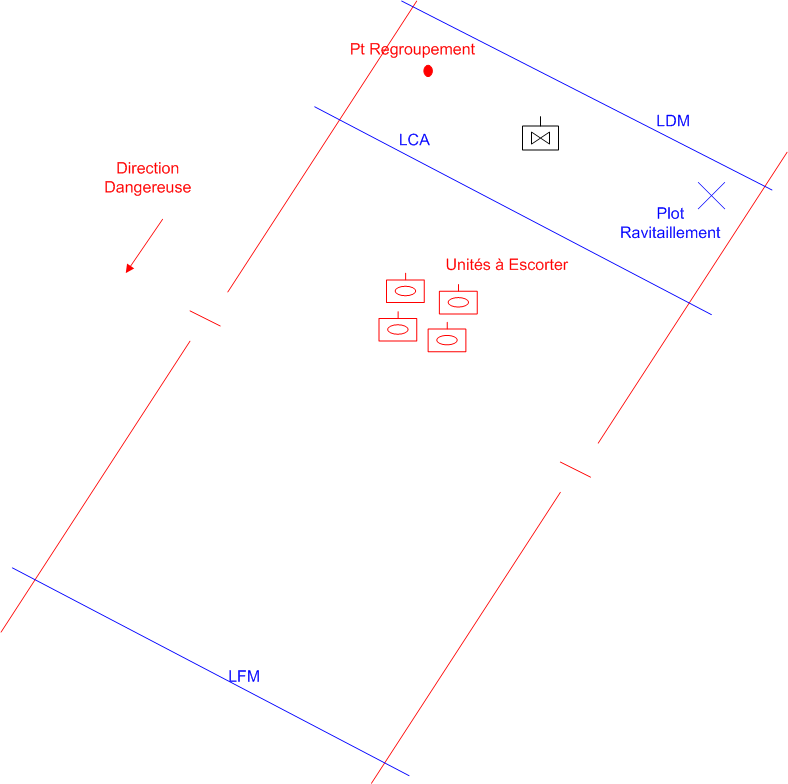 Pt Regroupement
LDM
LCA
Direction
Dangereuse
Plot
Ravitaillement
Unités à Escorter
LFM